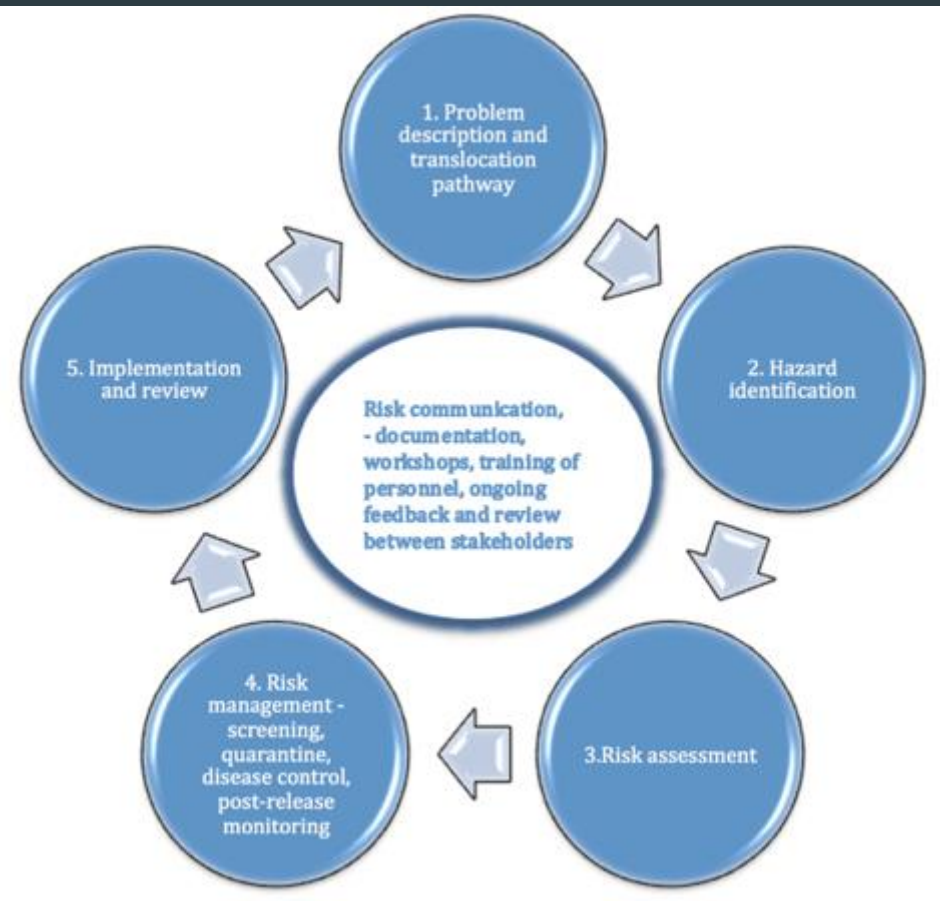 1. Problem
description and
translocation
pathway
2. Hazard
identification
3.Risk assessment
4. Risk
management -
screening,
quarantine,
disease control,
post-release
monitoring
5. Implementation
and review
Risk communication,
- documentation,
workshops, training of
personnel, ongoing
feedback and review
between stakeholders